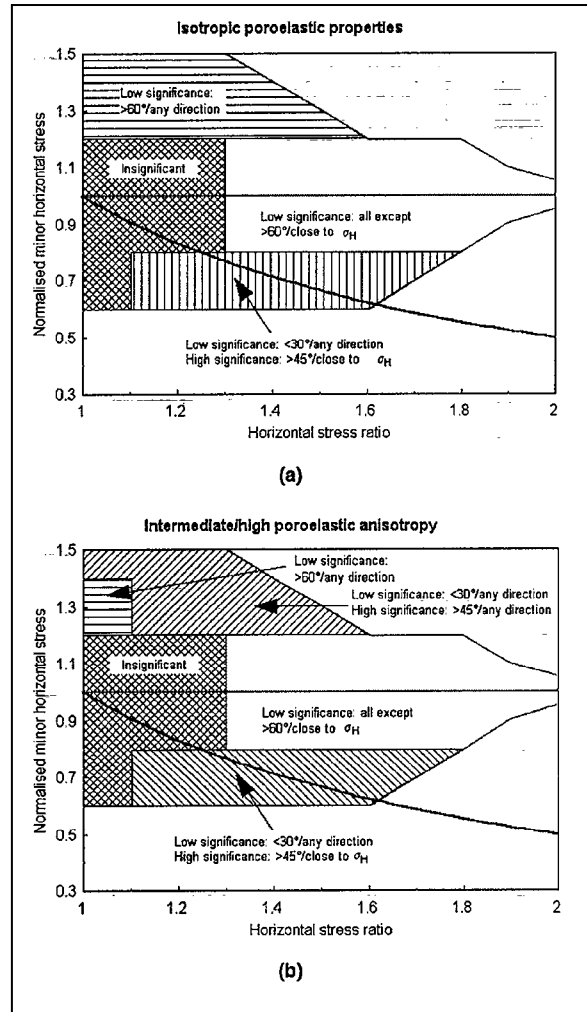 Isotropic poroelastic properties
1.5
1.3
1.1
0.9
0.7
0.5
0.3
Normalised minor horizontal stress
Low significance:
>60°/any direction
Insignificant
Low significance: all except
>60°/close to σH
Low significance: <30°/any direction
High significance: >45°/close to σH
1 1.2 1.4 1.6 1.8 2
Horizontal stress ratio
(a)
Intermediate/high poroelastic anisotropy
1.5
1.3
1.1
0.9
0.7
0.5
0.3
Normalised minor horizontal stress
Low significance:
>60°/any direction
Low significance: <30°/any direction
High significance: >45°/any direction
Insignificant
Low significance: all except
>60°/close to σH
Low significance: <30°/any direction
High significance: >45°/close to σH
1 1.2 1.4 1.6 1.8 2
Horizontal stress ratio
(b)